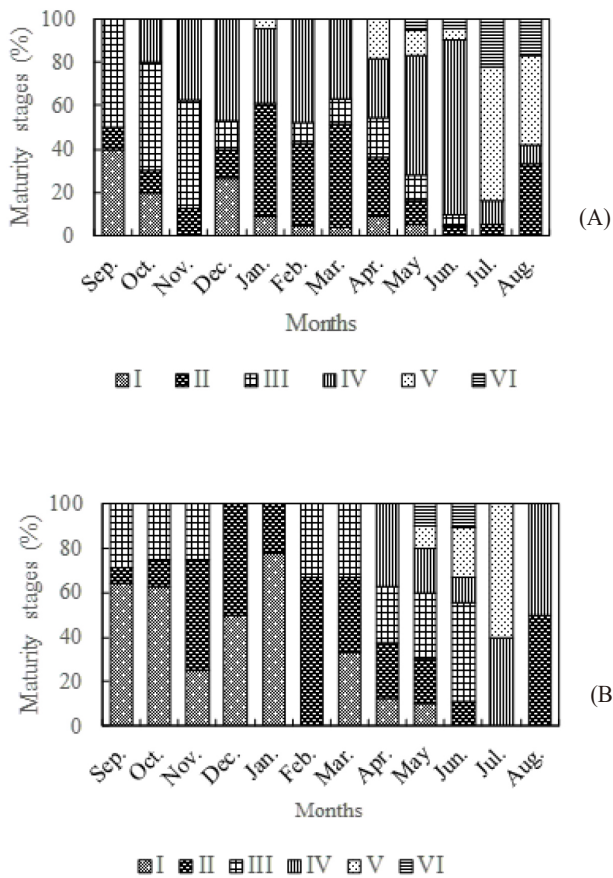 Maturity stages (%)
100
80
60
40
20
0
Sep. Oct. Nov. Dec. Jan. Feb. Mar. Apr. May Jun. Jul. Aug.
(A)
Months
I II III IV V VI
Maturity stages (%)
100
80
60
40
20
0
Sep. Oct. Nov. Dec. Jan. Feb. Mar. Apr. May Jun. Jul. Aug.
(B
Months
I II III IV V VI